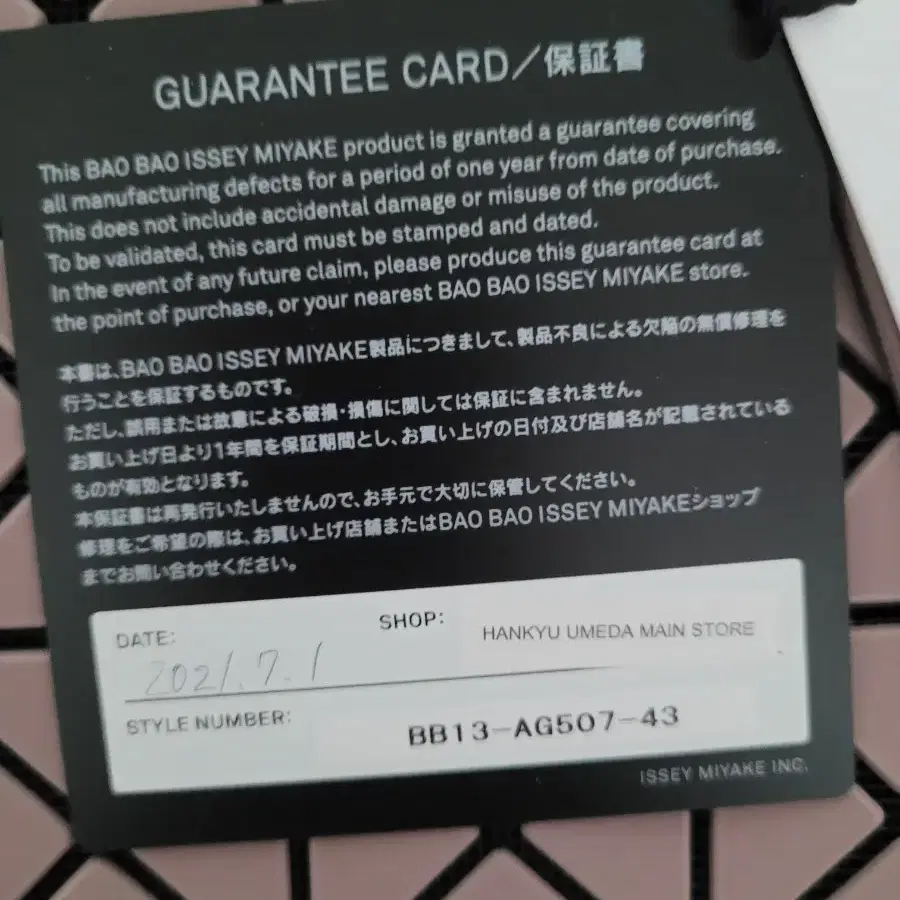 GUARANTEE CARD/保証書
This BAO BAO ISSEY MIYAKE product is granted a guarantee covering
all manufacturing defects for a period of one year from date of purchase.
This does not include accidental damage or misuse of the product.
To be validated, this card must be stamped and dated.
In the event of any future claim, please produce this guarantee card at
the point of purchase, or your nearest BAO BAO ISSEY MIYAKE store.
本書は、BAO BAO ISSEY MIYAKE製品につきまして、製品不良による欠陥の無償修理を
行うことを保証するものです。
ただし、誤用または故意による破損・損傷に関しては保証に含まれません。
お買い上げ日より1年間を保証期間とし、お買い上げの日付及び店舗名が記載されている
ものが有効となります。
本保証書は再発行いたしませんので、お手元で大切に保管してください。
修理をご希望の際は、お買い上げ店舗またはBAO BAO ISSEY MIYAKEショップ
までお問い合わせください。
DATE: 2021.7.1
SHOP: HANKYU UMEDA MAIN STORE
STYLE NUMBER: BB13-AG507-43
ISSEY MIYAKE INC.